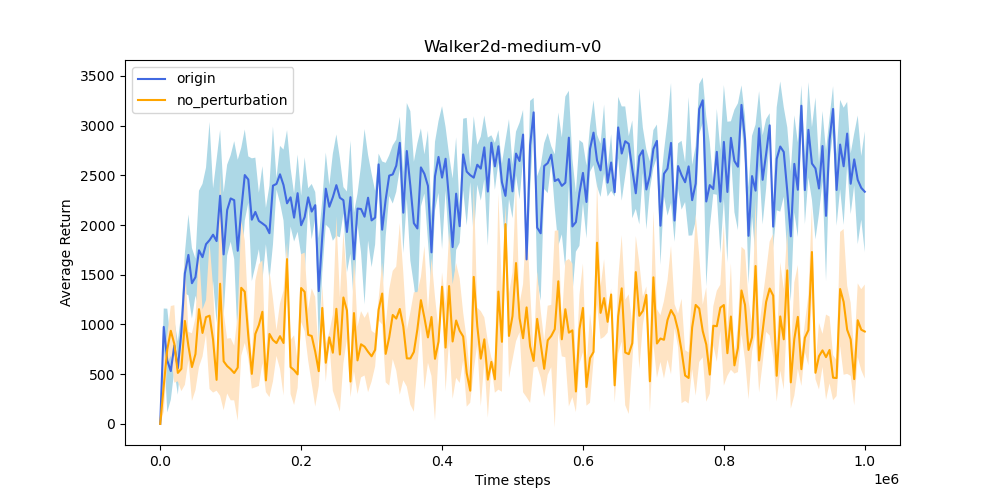 Walker2d-medium-v0
origin
no_perturbation
Average Return
3500
3000
2500
2000
1500
1000
500
0
0.0 0.2 0.4 0.6 0.8 1.0
1e6
Time steps